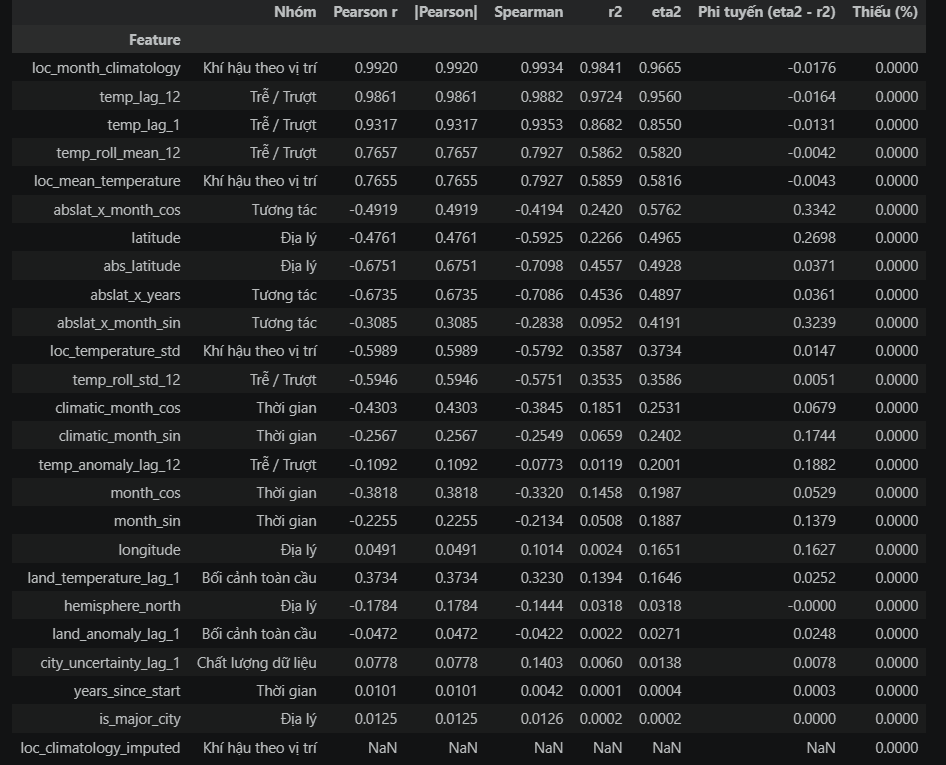 Nhóm Pearson r |Pearson| Spearman r2 eta2 Phi tuyến (eta2 - r2) Thiếu (%)
Feature
loc_month_climatology Khí hậu theo vị trí 0.9920 0.9920 0.9934 0.9841 0.9665 -0.0176 0.0000
temp_lag_12 Trễ / Trượt 0.9861 0.9861 0.9882 0.9724 0.9560 -0.0164 0.0000
temp_lag_1 Trễ / Trượt 0.9317 0.9317 0.9353 0.8682 0.8550 -0.0131 0.0000
temp_roll_mean_12 Trễ / Trượt 0.7657 0.7657 0.7927 0.5862 0.5820 -0.0042 0.0000
loc_mean_temperature Khí hậu theo vị trí 0.7655 0.7655 0.7927 0.5859 0.5816 -0.0043 0.0000
abslat_x_month_cos Tương tác -0.4919 0.4919 -0.4194 0.2420 0.5762 0.3342 0.0000
latitude Địa lý -0.4761 0.4761 -0.5925 0.2266 0.4965 0.2698 0.0000
abs_latitude Địa lý -0.6751 0.6751 -0.7098 0.4557 0.4928 0.0371 0.0000
abslat_x_years Tương tác -0.6735 0.6735 -0.7086 0.4536 0.4897 0.0361 0.0000
abslat_x_month_sin Tương tác -0.3085 0.3085 -0.2838 0.0952 0.4191 0.3239 0.0000
loc_temperature_std Khí hậu theo vị trí -0.5989 0.5989 -0.5792 0.3587 0.3734 0.0147 0.0000
temp_roll_std_12 Trễ / Trượt -0.5946 0.5946 -0.5751 0.3535 0.3586 0.0051 0.0000
climatic_month_cos Thời gian -0.4303 0.4303 -0.3845 0.1851 0.2531 0.0679 0.0000
climatic_month_sin Thời gian -0.2567 0.2567 -0.2549 0.0659 0.2402 0.1744 0.0000
temp_anomaly_lag_12 Trễ / Trượt -0.1092 0.1092 -0.0773 0.0119 0.2001 0.1882 0.0000
month_cos Thời gian -0.3818 0.3818 -0.3320 0.1458 0.1987 0.0529 0.0000
month_sin Thời gian -0.2255 0.2255 -0.2134 0.0508 0.1887 0.1379 0.0000
longitude Địa lý 0.0491 0.0491 0.1014 0.0024 0.1651 0.1627 0.0000
land_temperature_lag_1 Bối cảnh toàn cầu 0.3734 0.3734 0.3230 0.1394 0.1646 0.0252 0.0000
hemisphere_north Địa lý -0.1784 0.1784 -0.1444 0.0318 0.0318 -0.0000 0.0000
land_anomaly_lag_1 Bối cảnh toàn cầu -0.0472 0.0472 -0.0422 0.0022 0.0271 0.0248 0.0000
city_uncertainty_lag_1 Chất lượng dữ liệu 0.0778 0.0778 0.1403 0.0060 0.0138 0.0078 0.0000
years_since_start Thời gian 0.0101 0.0101 0.0042 0.0001 0.0004 0.0003 0.0000
is_major_city Địa lý 0.0125 0.0125 0.0126 0.0002 0.0002 0.0000 0.0000
loc_climatology_imputed Khí hậu theo vị trí NaN NaN NaN NaN NaN NaN 0.0000